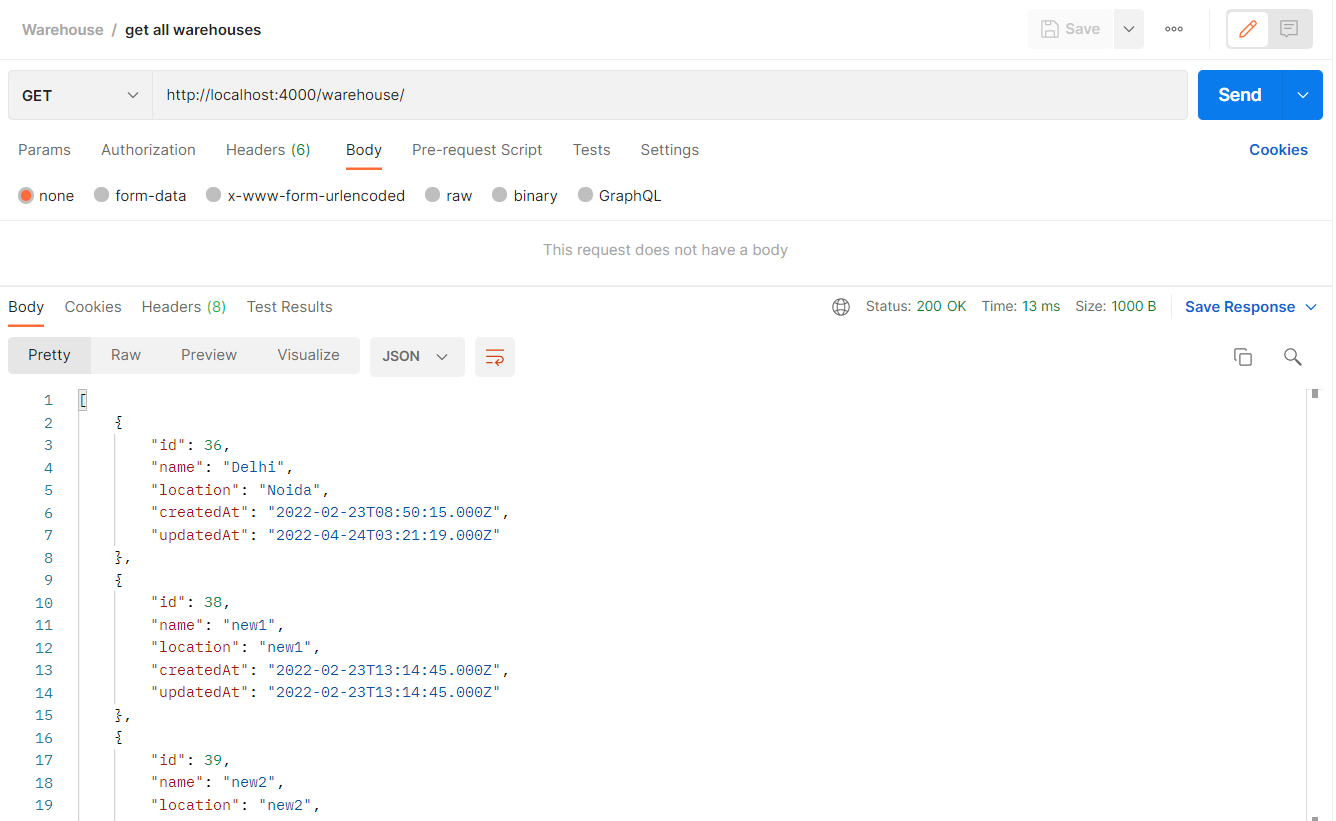 Warehouse / get all warehouses
Save
GET http://localhost:4000/warehouse/ Send
Params Authorization Headers (6) Body Pre-request Script Tests Settings Cookies
none form-data x-www-form-urlencoded raw binary GraphQL
This request does not have a body
Body Cookies Headers (8) Test Results Status: 200 OK Time: 13 ms Size: 1000 B Save Response
Pretty Raw Preview Visualize JSON
1 [
2 {
3 "id": 36,
4 "name": "Delhi",
5 "location": "Noida",
6 "createdAt": "2022-02-23T08:50:15.000Z",
7 "updatedAt": "2022-04-24T03:21:19.000Z"
8 },
9 {
10 "id": 38,
11 "name": "new1",
12 "location": "new1",
13 "createdAt": "2022-02-23T13:14:45.000Z",
14 "updatedAt": "2022-02-23T13:14:45.000Z"
15 },
16 {
17 "id": 39,
18 "name": "new2",
19 "location": "new2",